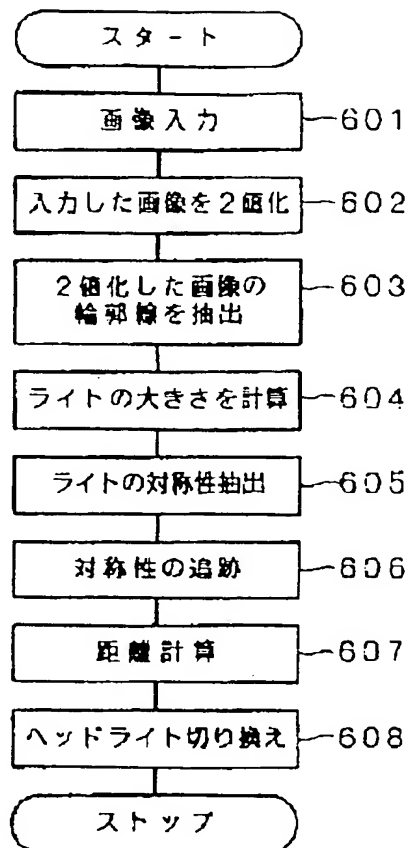 スタート
画像入力 601
入力した画像を2値化 602
2値化した画像の 603
輪郭線を抽出
ライトの大きさを計算 604
ライトの対称性抽出 605
対称性の追跡 606
距離計算 607
ヘッドライト切り換え 608
ストップ